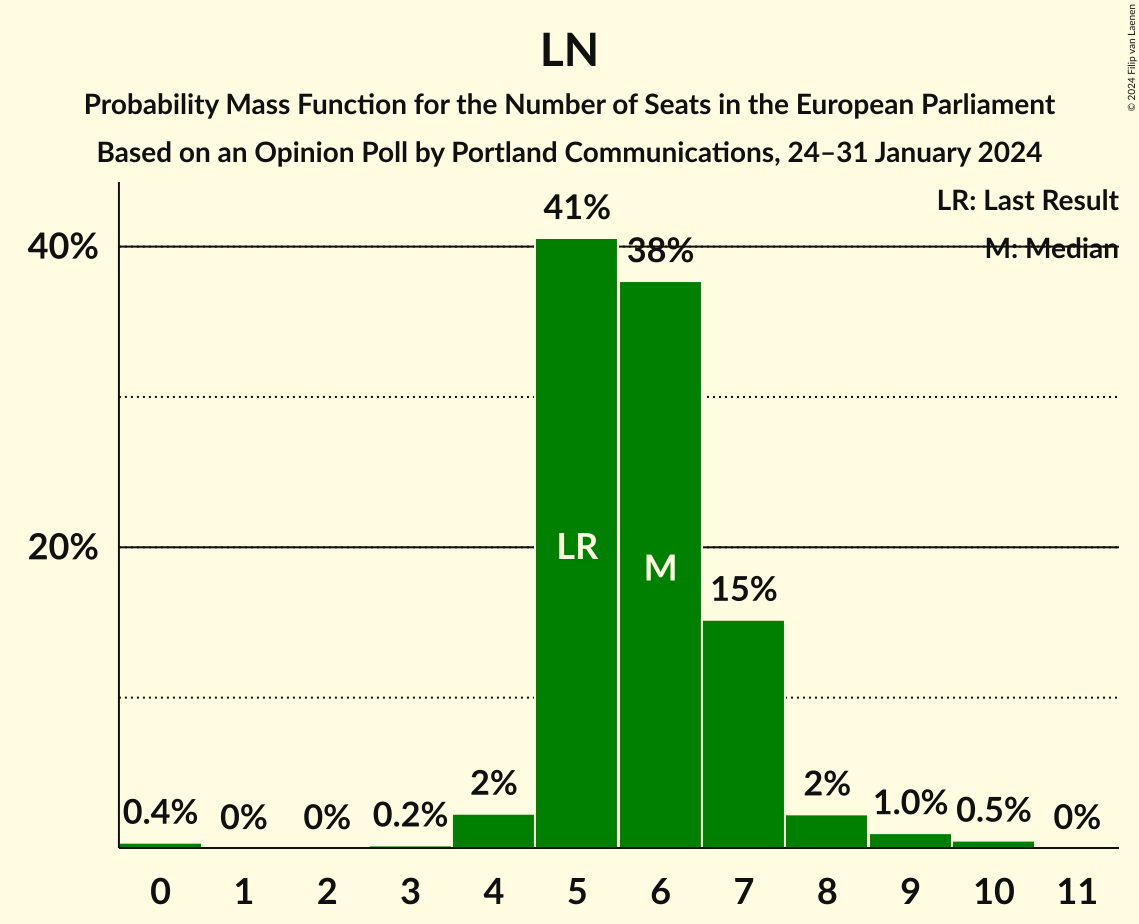 LN
Probability Mass Function for the Number of Seats in the European Parliament
Based on an Opinion Poll by Portland Communications, 24–31 January 2024
© 2024 Filip van Laenen
LR: Last Result
M: Median
40%
20%
0.4%
0%
0%
0.2%
2%
41%
38%
15%
2%
1.0%
0.5%
0%
LR
M
0 1 2 3 4 5 6 7 8 9 10 11